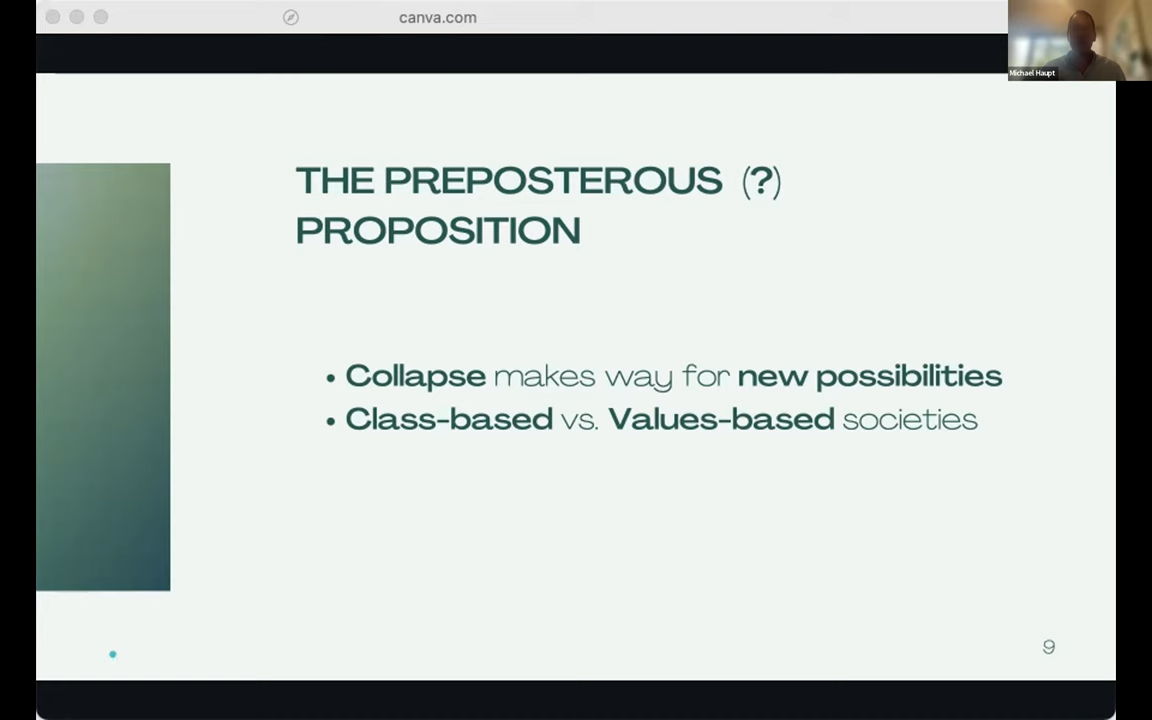 canva.com
Michael Haupt
THE PREPOSTEROUS (?)
PROPOSITION
• Collapse makes way for new possibilities
• Class-based vs. Values-based societies
9